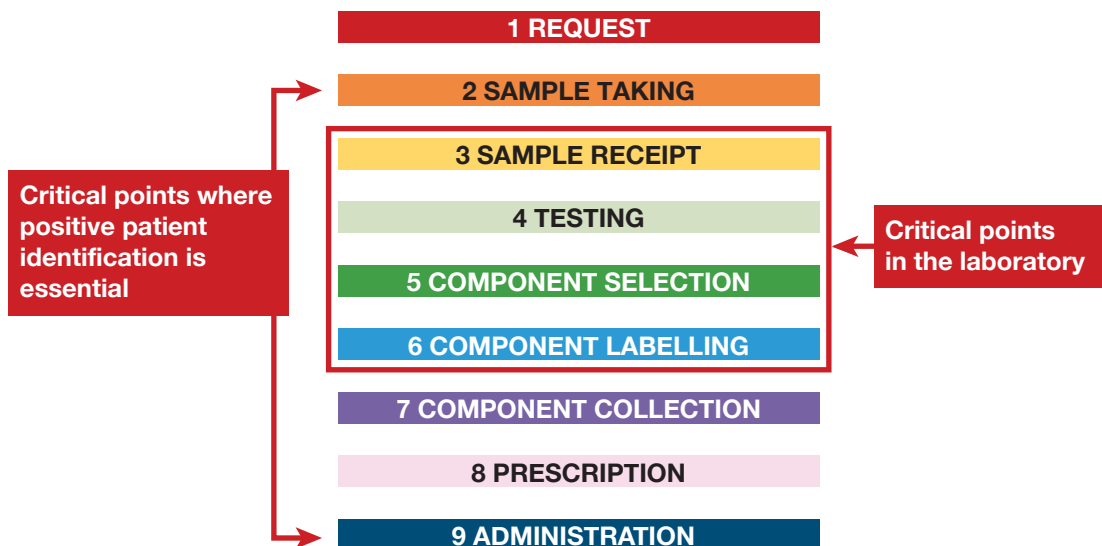 1 REQUEST
2 SAMPLE TAKING
3 SAMPLE RECEIPT
Critical points where
positive patient
identification is
essential
4 TESTING
Critical points
in the laboratory
5 COMPONENT SELECTION
6 COMPONENT LABELLING
7 COMPONENT COLLECTION
8 PRESCRIPTION
9 ADMINISTRATION